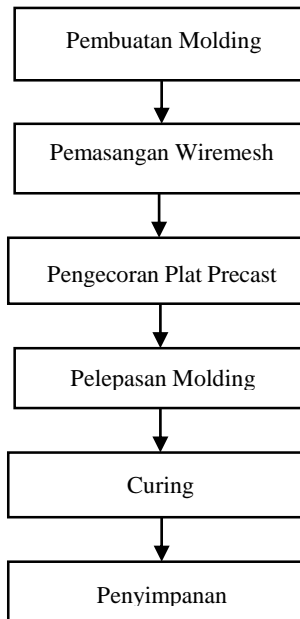 Pembuatan Molding
Pemasangan Wiremesh
Pengecoran Plat Precast
Pelepasan Molding
Curing
Penyimpanan